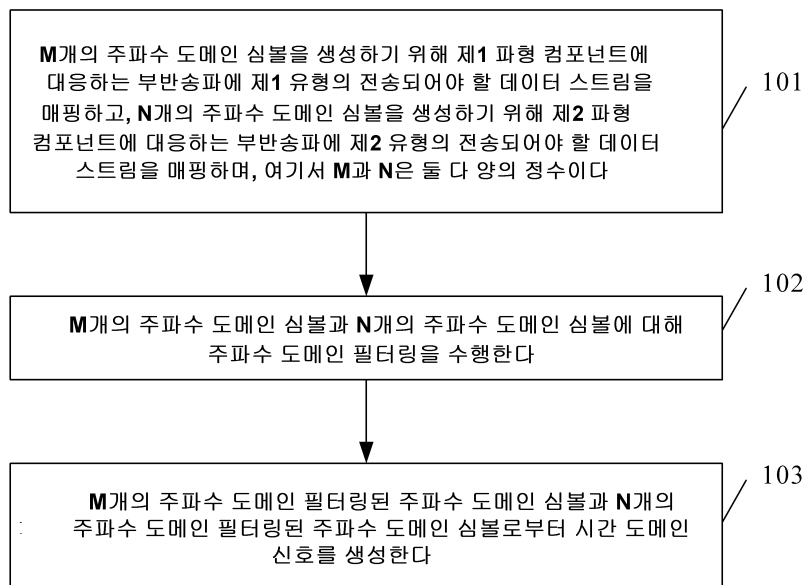 M개의 주파수 도메인 심볼을 생성하기 위해 제1 파형 컴포넌트에
대응하는 부반송파에 제1 유형의 전송되어야 할 데이터 스트림을
매핑하고, N개의 주파수 도메인 심볼을 생성하기 위해 제2 파형
컴포넌트에 대응하는 부반송파에 제2 유형의 전송되어야 할 데이터
스트림을 매핑하며, 여기서 M과 N은 둘 다 양의 정수이다
101
M개의 주파수 도메인 심볼과 N개의 주파수 도메인 심볼에 대해
주파수 도메인 필터링을 수행한다
102
M개의 주파수 도메인 필터링된 주파수 도메인 심볼과 N개의
주파수 도메인 필터링된 주파수 도메인 심볼로부터 시간 도메인
신호를 생성한다
103